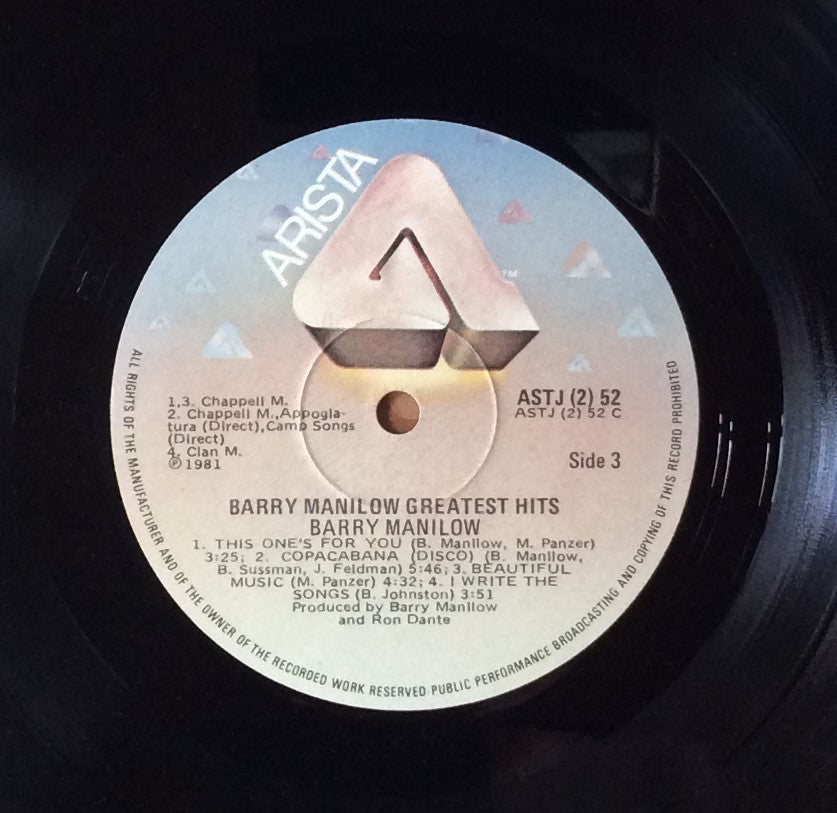 ARISTA
TM
1,3. Chappell M.
2. Chappell M.,Appogla-
tura (Direct),Camp Songs
(Direct)
4. Clan M.
℗1981
ASTJ (2) 52
ASTJ (2) 52 C
Side 3
BARRY MANILOW GREATEST HITS
BARRY MANILOW
1. THIS ONE'S FOR YOU (B. Manilow, M. Panzer)
3:25; 2. COPACABANA (DISCO) (B. Manilow,
B. Sussman, J. Feldman) 5:46; 3. BEAUTIFUL
MUSIC (M. Panzer) 4:32; 4. I WRITE THE
SONGS (B. Johnston) 3:51
Produced by Barry Manilow
and Ron Dante
ALL RIGHTS OF THE MANUFACTURER AND OF THE OWNER OF THE RECORDED WORK RESERVED PUBLIC PERFORMANCE BROADCASTING AND COPYING OF THIS RECORD PROHIBITED